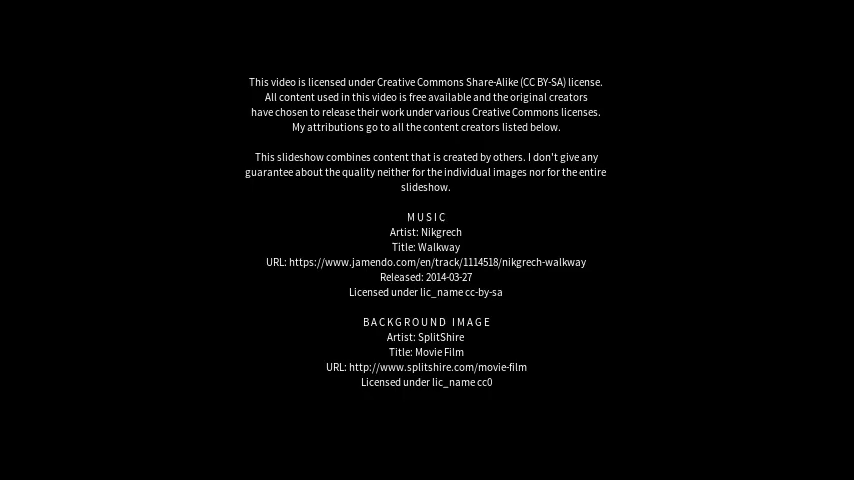 This video is licensed under Creative Commons Share-Alike (CC BY-SA) license.
All content used in this video is free available and the original creators
have chosen to release their work under various Creative Commons licenses.
My attributions go to all the content creators listed below.
This slideshow combines content that is created by others. I don't give any
guarantee about the quality neither for the individual images nor for the entire
slideshow.
MUSIC
Artist: Nikgrech
Title: Walkway
URL: https://www.jamendo.com/en/track/1114518/nikgrech-walkway
Released: 2014-03-27
Licensed under lic_name cc-by-sa
BACKGROUND IMAGE
Artist: SplitShire
Title: Movie Film
URL: http://www.splitshire.com/movie-film
Licensed under lic_name cc0